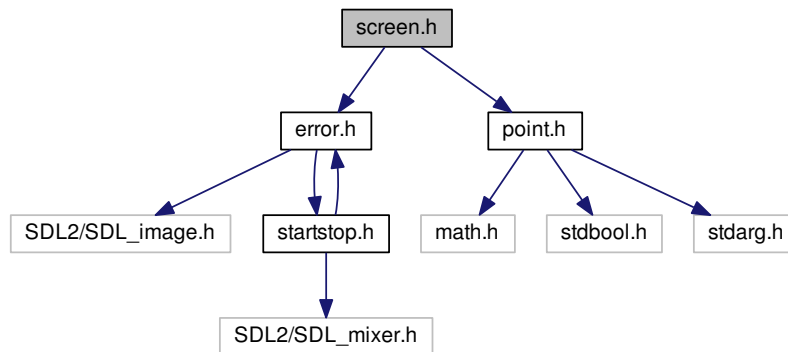 screen.h
error.h
point.h
SDL2/SDL_image.h
startstop.h
math.h
stdbool.h
stdarg.h
SDL2/SDL_mixer.h